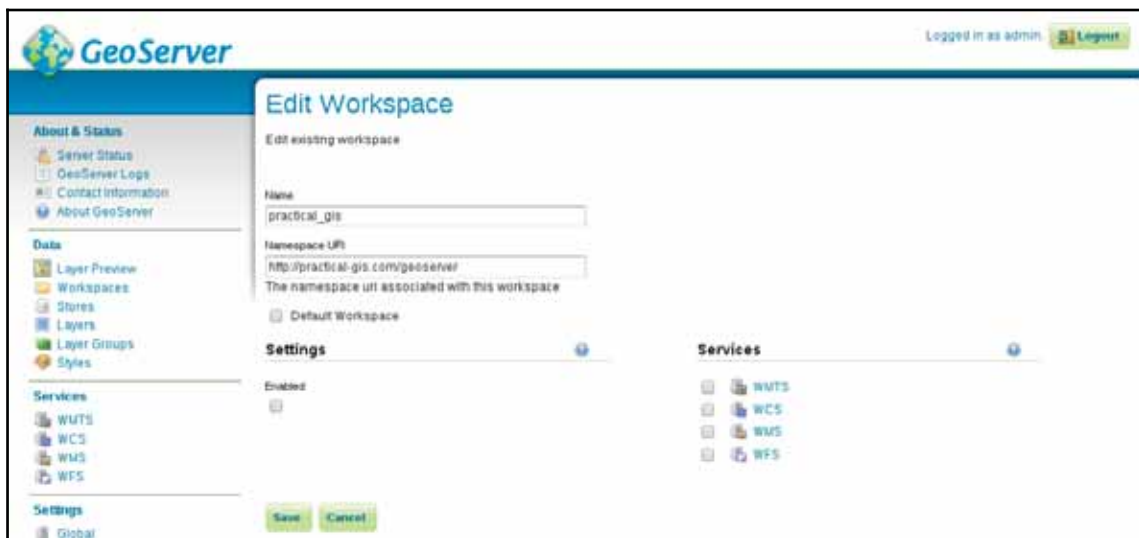 GeoServer
Logged in as admin. Logout
Edit Workspace
Edit existing workspace
About & Status
Server Status
GeoServer Logs
Contact Information
About GeoServer
Data
Layer Preview
Workspaces
Stores
Layers
Layer Groups
Styles
Services
WMTS
WCS
WMS
WFS
Settings
Global
Name
practical_gis
Namespace URI
http://practical-gis.com/geoserver
The namespace uri associated with this workspace
Default Workspace
Settings
Enabled
Services
WMTS
WCS
WMS
WFS
Save Cancel